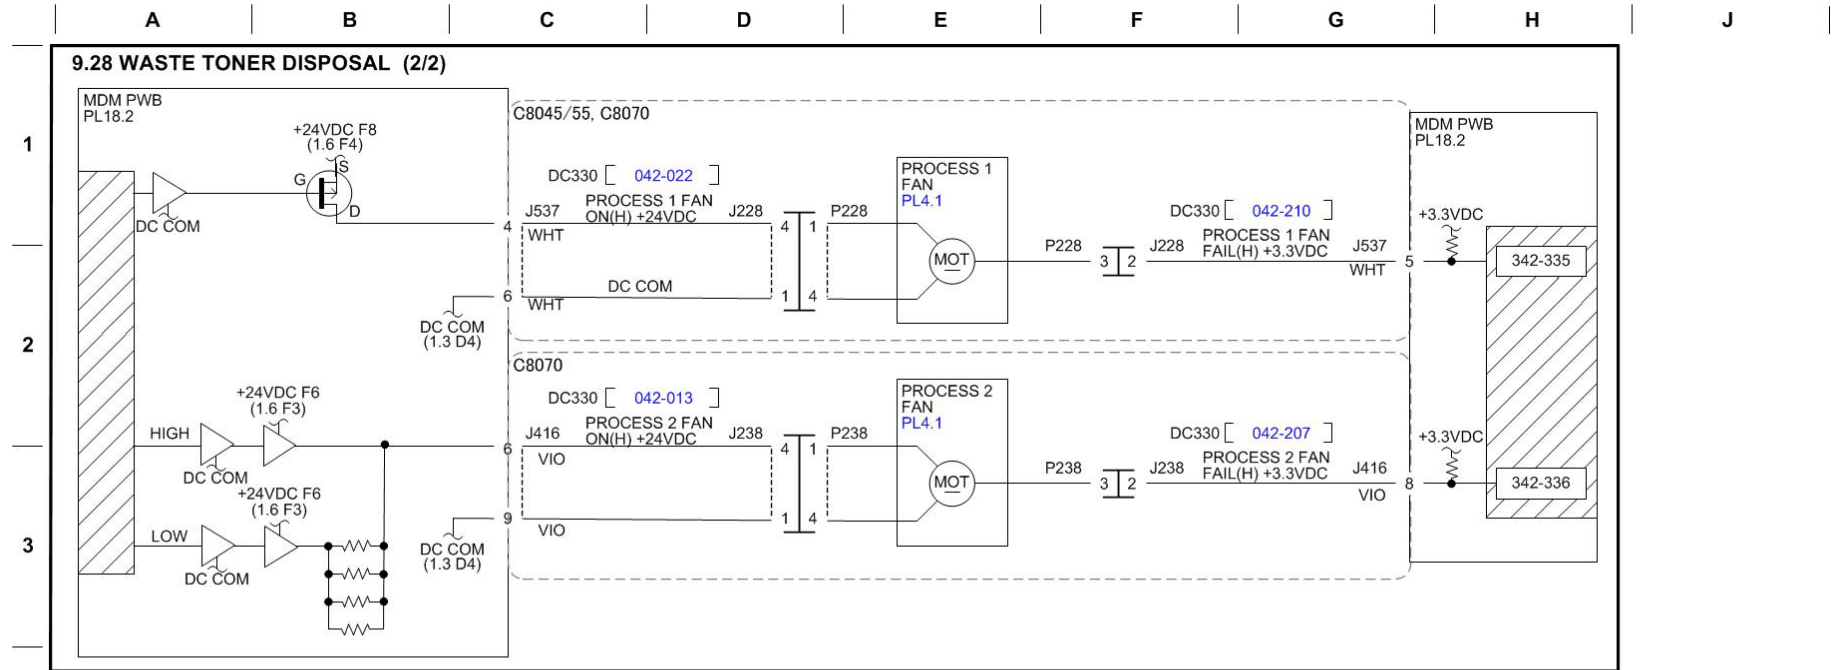 A B C D E F G H J
9.28 WASTE TONER DISPOSAL (2/2)
1
2
3
MDM PWB
PL18.2
+24VDC F8
(1.6 F4)
S
G
D
DC COM
DC COM
(1.3 D4)
HIGH
+24VDC F6
(1.6 F3)
DC COM
LOW
+24VDC F6
(1.6 F3)
DC COM
DC COM
(1.3 D4)
C8045/55, C8070
DC330 [ 042-022 ]
PROCESS 1 FAN
ON(H) +24VDC
4 J537
WHT
J228 4 1 P228
DC COM
6 WHT
1 4
PROCESS 1
FAN
PL4.1
MOT
P228 3 2 J228
DC330 [ 042-210 ]
PROCESS 1 FAN
FAIL(H) +3.3VDC
J537 5
WHT
C8070
DC330 [ 042-013 ]
PROCESS 2 FAN
ON(H) +24VDC
6 J416
VIO
J238 4 1 P238
9 VIO
1 4
PROCESS 2
FAN
PL4.1
MOT
P238 3 2 J238
DC330 [ 042-207 ]
PROCESS 2 FAN
FAIL(H) +3.3VDC
J416 8
VIO
MDM PWB
PL18.2
+3.3VDC
342-335
+3.3VDC
342-336